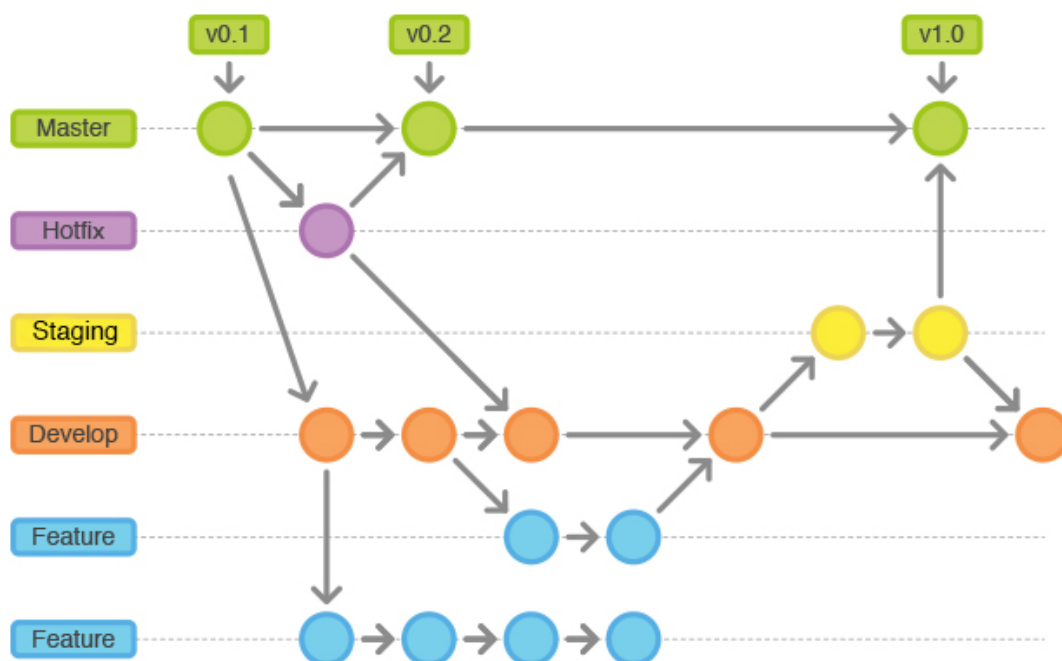 v0.1
v0.2
v1.0
Master
Hotfix
Staging
Develop
Feature
Feature